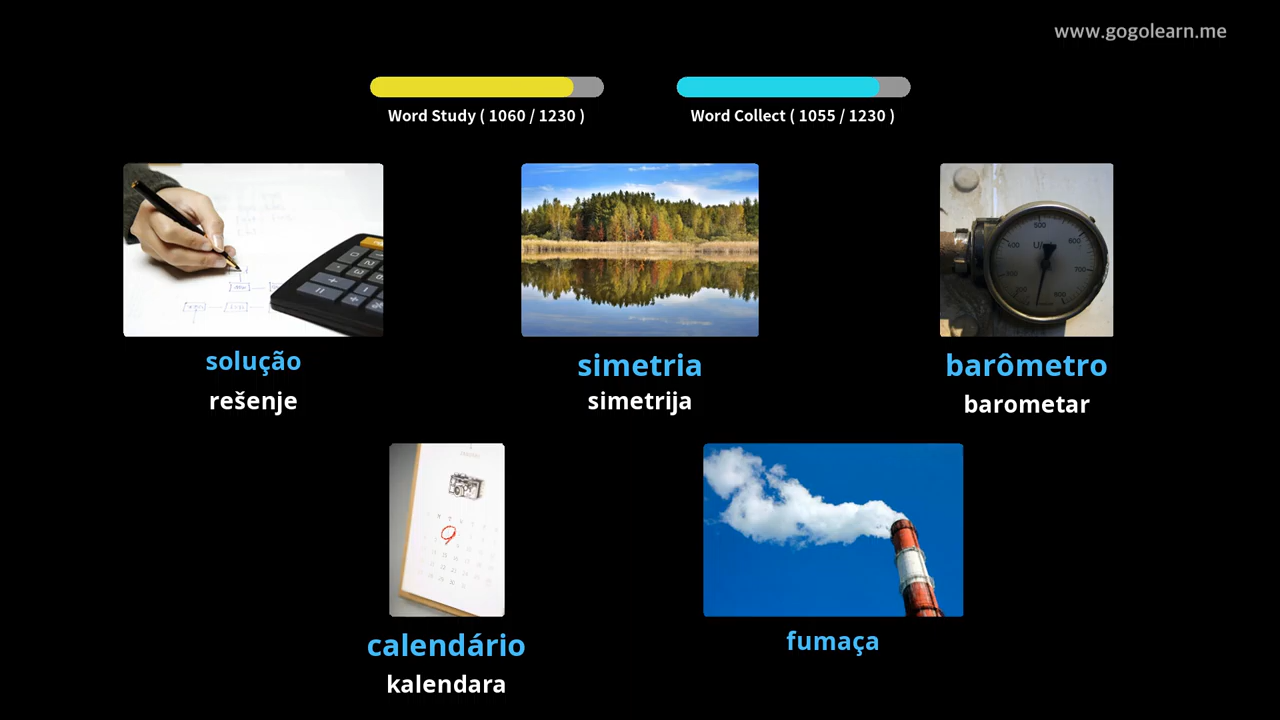 www.gogolearn.me
Word Study ( 1060 / 1230 )
Word Collect ( 1055 / 1230 )
solução
rešenje
simetria
simetrija
barômetro
barometar
calendário
kalendara
fumaça